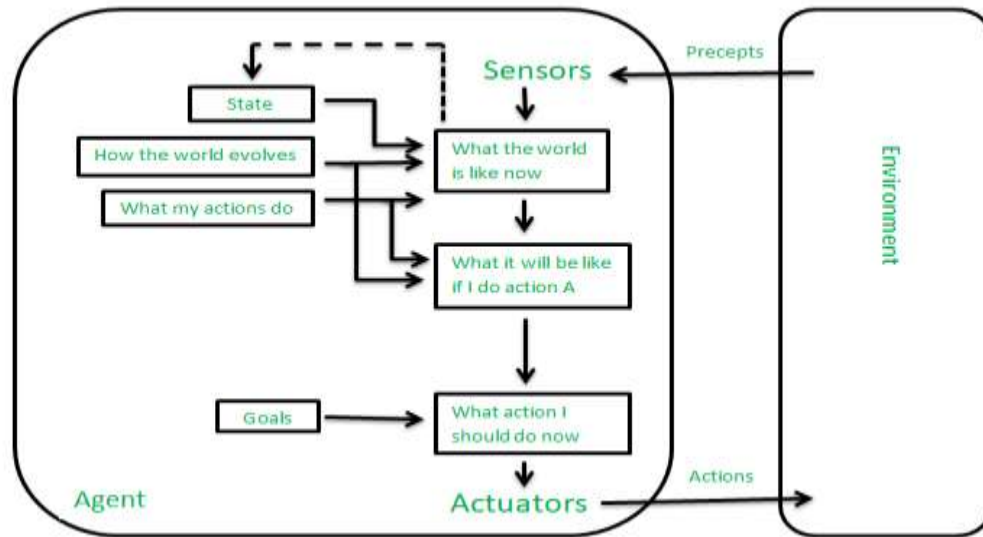 Precepts
Sensors
State
How the world evolves
What the world
is like now
What my actions do
Environment
What it will be like
if I do action A
Goals
What action I
should do now
Actions
Agent
Actuators